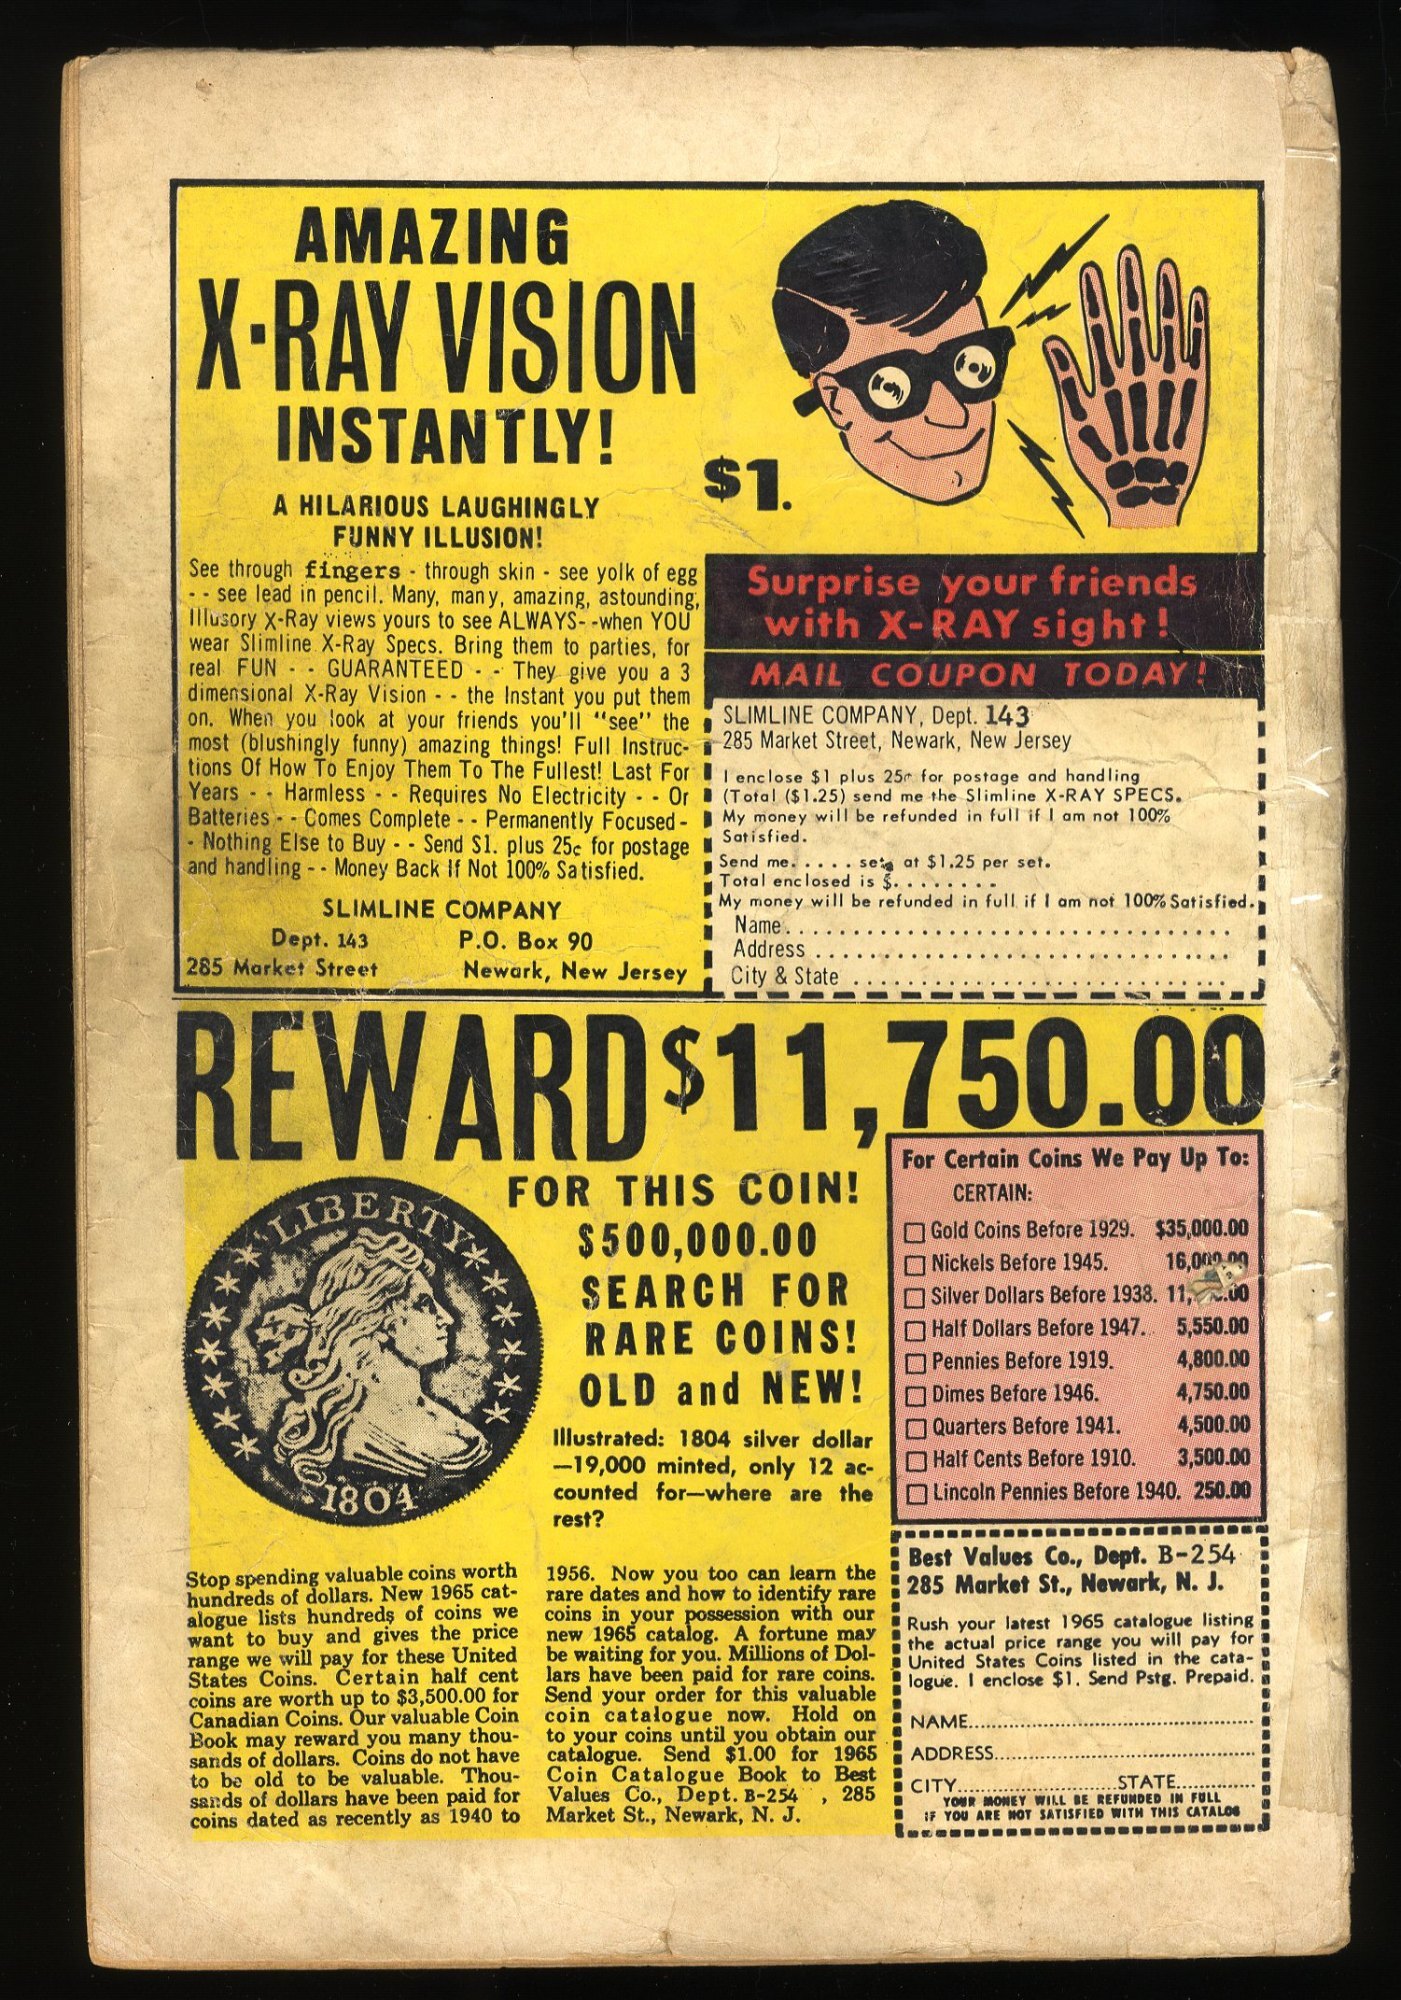 AMAZING
X-RAY VISION
INSTANTLY!
A HILARIOUS LAUGHINGLY
FUNNY ILLUSION!
See through fingers - through skin - see yolk of egg
- - see lead in pencil. Many, many, amazing, astounding,
Illusory X-Ray views yours to see ALWAYS- -when YOU
wear Slimline X-Ray Specs. Bring them to parties, for
real FUN - - GUARANTEED - - They give you a 3
dimensional X-Ray Vision - - the Instant you put them
on. When you look at your friends you'll "see" the
most (blushingly funny) amazing things! Full Instruc-
tions Of How To Enjoy Them To The Fullest! Last For
Years - - Harmless - - Requires No Electricity - - Or
Batteries - - Comes Complete - - Permanently Focused -
- Nothing Else to Buy - - Send $1. plus 25c for postage
and handling - - Money Back If Not 100% Satisfied.
SLIMLINE COMPANY
Dept. 143 P.O. Box 90
285 Market Street Newark, New Jersey
$1.
Surprise your friends
with X-RAY sight!
MAIL COUPON TODAY!
SLIMLINE COMPANY, Dept. 143
285 Market Street, Newark, New Jersey
I enclose $1 plus 25¢ for postage and handling
(Total ($1.25) send me the Slimline X-RAY SPECS.
My money will be refunded in full if I am not 100%
Satisfied.
Send me..... sets at $1.25 per set.
Total enclosed is $........
My money will be refunded in full if I am not 100% Satisfied.
Name..............................
Address..............................
City & State..............................
REWARD $11,750.00
FOR THIS COIN!
$500,000.00
SEARCH FOR
RARE COINS!
OLD and NEW!
LIBERTY
1804
Illustrated: 1804 silver dollar
—19,000 minted, only 12 ac-
counted for—where are the
rest?
Stop spending valuable coins worth
hundreds of dollars. New 1965 cat-
alogue lists hundreds of coins we
want to buy and gives the price
range we will pay for these United
States Coins. Certain half cent
coins are worth up to $3,500.00 for
Canadian Coins. Our valuable Coin
Book may reward you many thou-
sands of dollars. Coins do not have
to be old to be valuable. Thou-
sands of dollars have been paid for
coins dated as recently as 1940 to
1956. Now you too can learn the
rare dates and how to identify rare
coins in your possession with our
new 1965 catalog. A fortune may
be waiting for you. Millions of Dol-
lars have been paid for rare coins.
Send your order for this valuable
coin catalogue now. Hold on
to your coins until you obtain our
catalogue. Send $1.00 for 1965
Coin Catalogue Book to Best
Values Co., Dept. B-254 , 285
Market St., Newark, N. J.
For Certain Coins We Pay Up To:
CERTAIN:
Gold Coins Before 1929. $35,000.00
Nickels Before 1945. 16,000.00
Silver Dollars Before 1938.
Half Dollars Before 1947. 5,550.00
Pennies Before 1919. 4,800.00
Dimes Before 1946. 4,750.00
Quarters Before 1941. 4,500.00
Half Cents Before 1910. 3,500.00
Lincoln Pennies Before 1940. 250.00
Best Values Co., Dept. B-254
285 Market St., Newark, N. J.
Rush your latest 1965 catalogue listing
the actual price range you will pay for
United States Coins listed in the cata-
logue. I enclose $1. Send Pstg. Prepaid.
NAME..............................
ADDRESS..............................
CITY....................STATE............
YOUR MONEY WILL BE REFUNDED IN FULL
IF YOU ARE NOT SATISFIED WITH THIS CATALOG